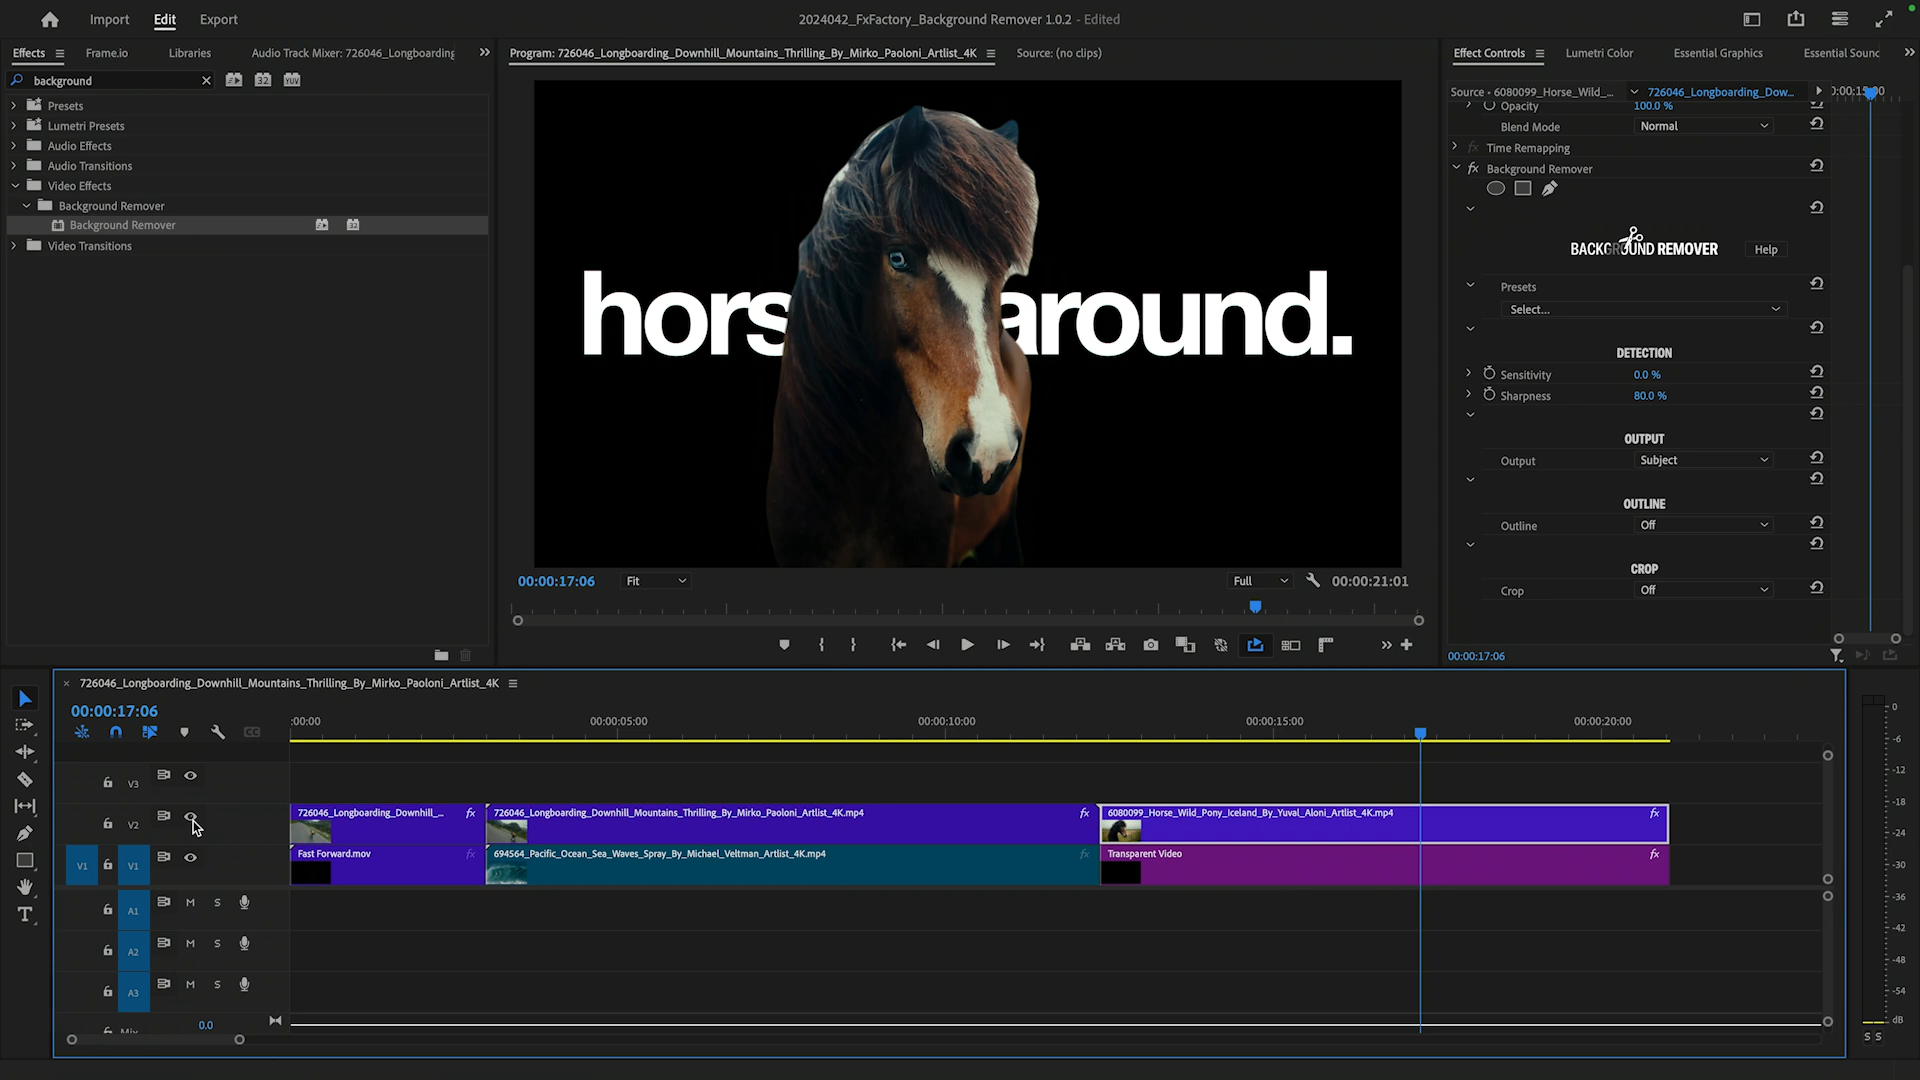 Import Edit Export
2024042_FxFactory_Background Remover 1.0.2 - Edited
Effects Frame.io Libraries Audio Track Mixer: 726046_Longboarding
Program: 726046_Longboarding_Downhill_Mountains_Thrilling_By_Mirko_Paoloni_Artlist_4K Source: (no clips)
Effect Controls Lumetri Color Essential Graphics Essential Sound
background 32 YUV
Presets
Lumetri Presets
Audio Effects
Audio Transitions
Video Effects
Background Remover
Background Remover
Video Transitions
hors around.
00:00:17:06 Fit Full 00:00:21:01
Source • 6080099_Horse_Wild_... 726046_Longboarding_Dow...
Opacity 100.0 %
Blend Mode Normal
Time Remapping
fx Background Remover
BACKGROUND REMOVER Help
Presets
Select...
DETECTION
Sensitivity 0.0 %
Sharpness 80.0 %
OUTPUT
Output Subject
OUTLINE
Outline Off
CROP
Crop Off
00:00:17:06
726046_Longboarding_Downhill_Mountains_Thrilling_By_Mirko_Paoloni_Artlist_4K
00:00:17:06
:00:00 00:00:05:00 00:00:10:00 00:00:15:00 00:00:20:00
V3
V2 726046_Longboarding_Downhill_... fx 726046_Longboarding_Downhill_Mountains_Thrilling_By_Mirko_Paoloni_Artlist_4K.mp4 fx 6080099_Horse_Wild_Pony_Iceland_By_Yuval_Aloni_Artlist_4K.mp4 fx
V1 V1 Fast Forward.mov fx 694564_Pacific_Ocean_Sea_Waves_Spray_By_Michael_Veltman_Artlist_4K.mp4 fx Transparent Video fx
A1 M S
A2 M S
A3 M S
Mix 0.0
0
-6
-12
-18
-24
-30
-36
-42
-48
-54
dB
S S